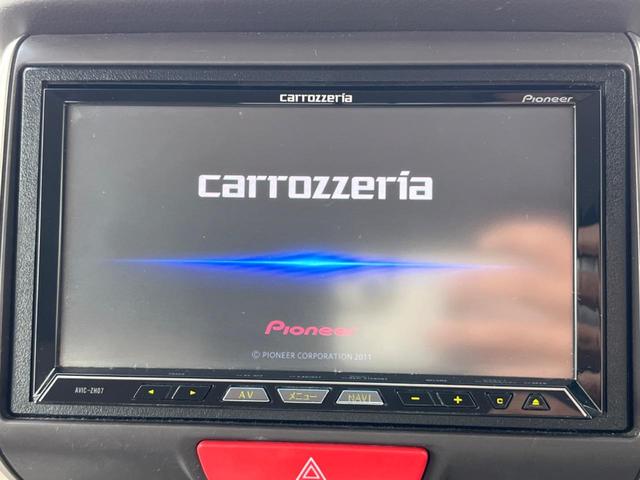 carrozzeria Pioneer
carrozzeria
Pioneer
© PIONEER CORPORATION 2011
AVIC-ZH07 AV メニュー NAVI − + C